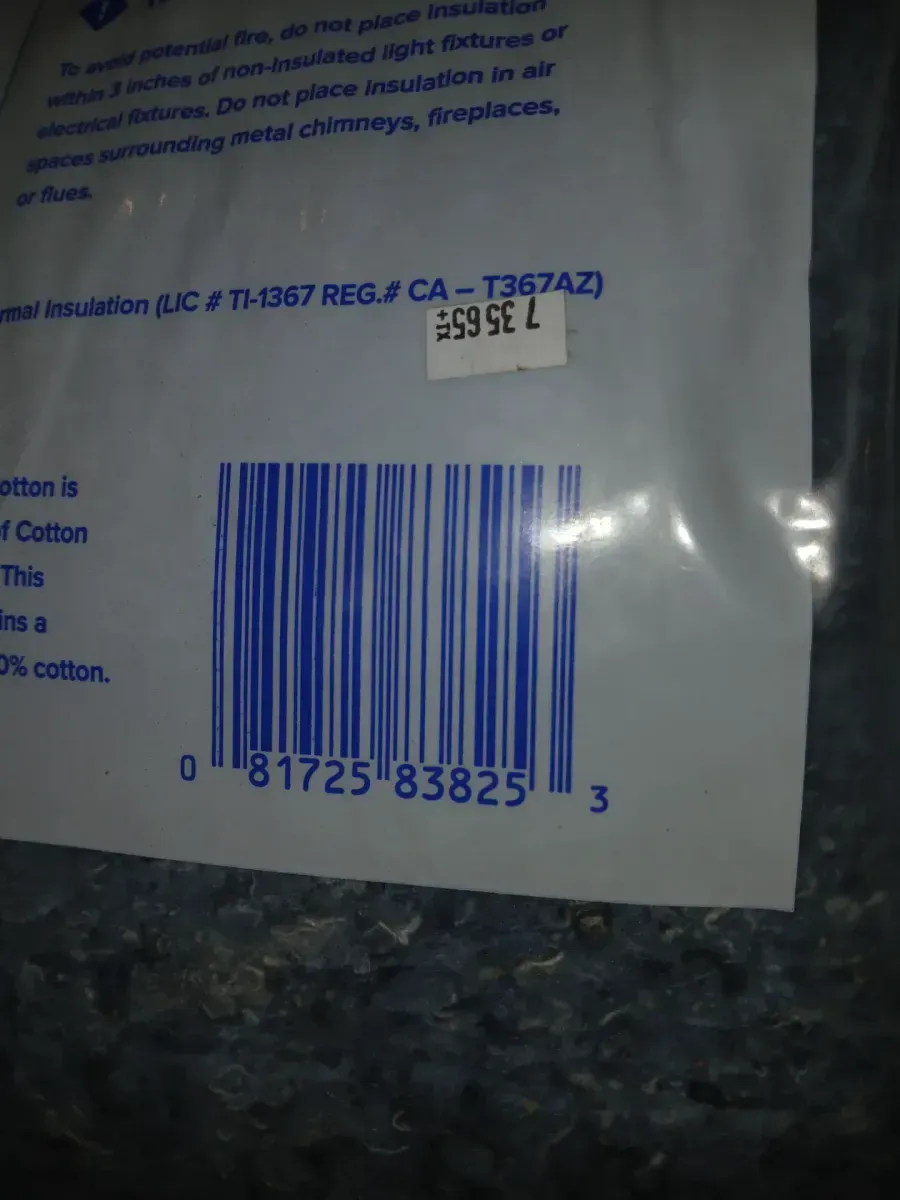 To avoid potential fire, do not place insulation
within 3 inches of non-insulated light fixtures or
electrical fixtures. Do not place insulation in air
spaces surrounding metal chimneys, fireplaces,
or flues.
rmal Insulation (LIC # TI-1367 REG.# CA – T367AZ)
7 35 65
otton is
f Cotton
This
ins a
0% cotton.
0 81725 83825 3